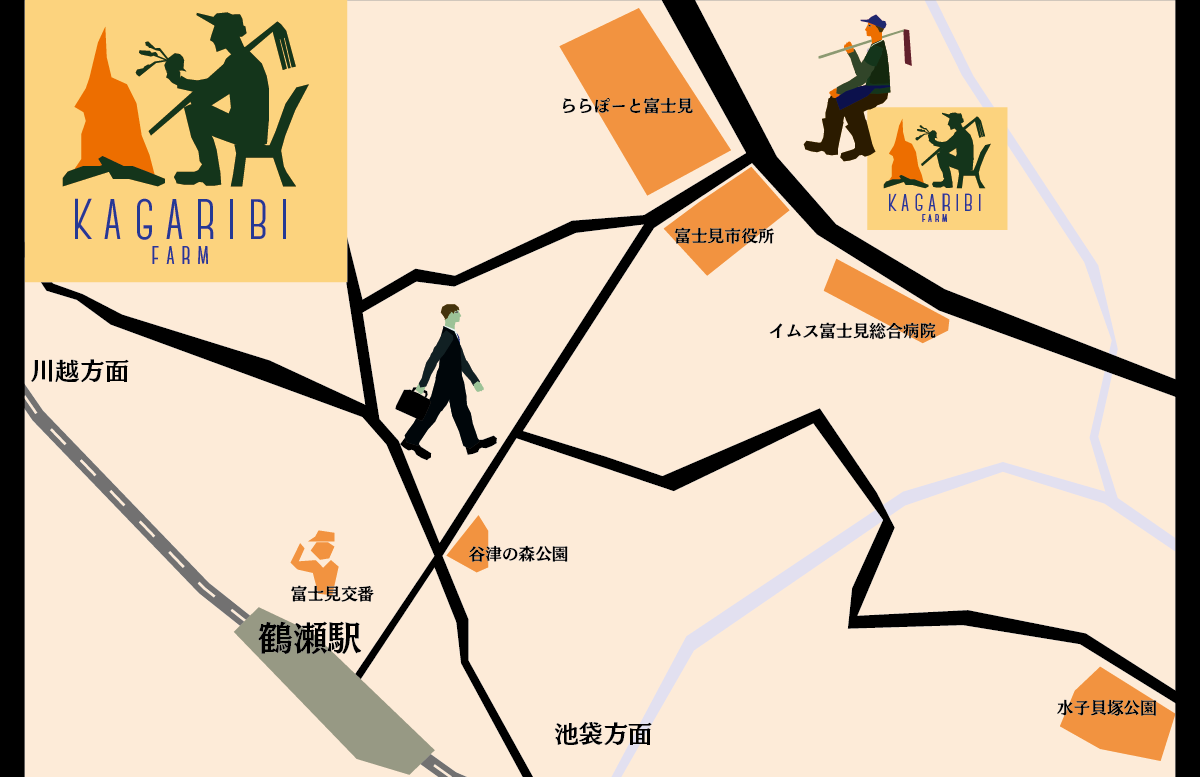 KAGARIBI
FARM
ららぽーと富士見
KAGARIBI
FARM
富士見市役所
イムス富士見総合病院
川越方面
谷津の森公園
富士見交番
鶴瀬駅
水子貝塚公園
池袋方面